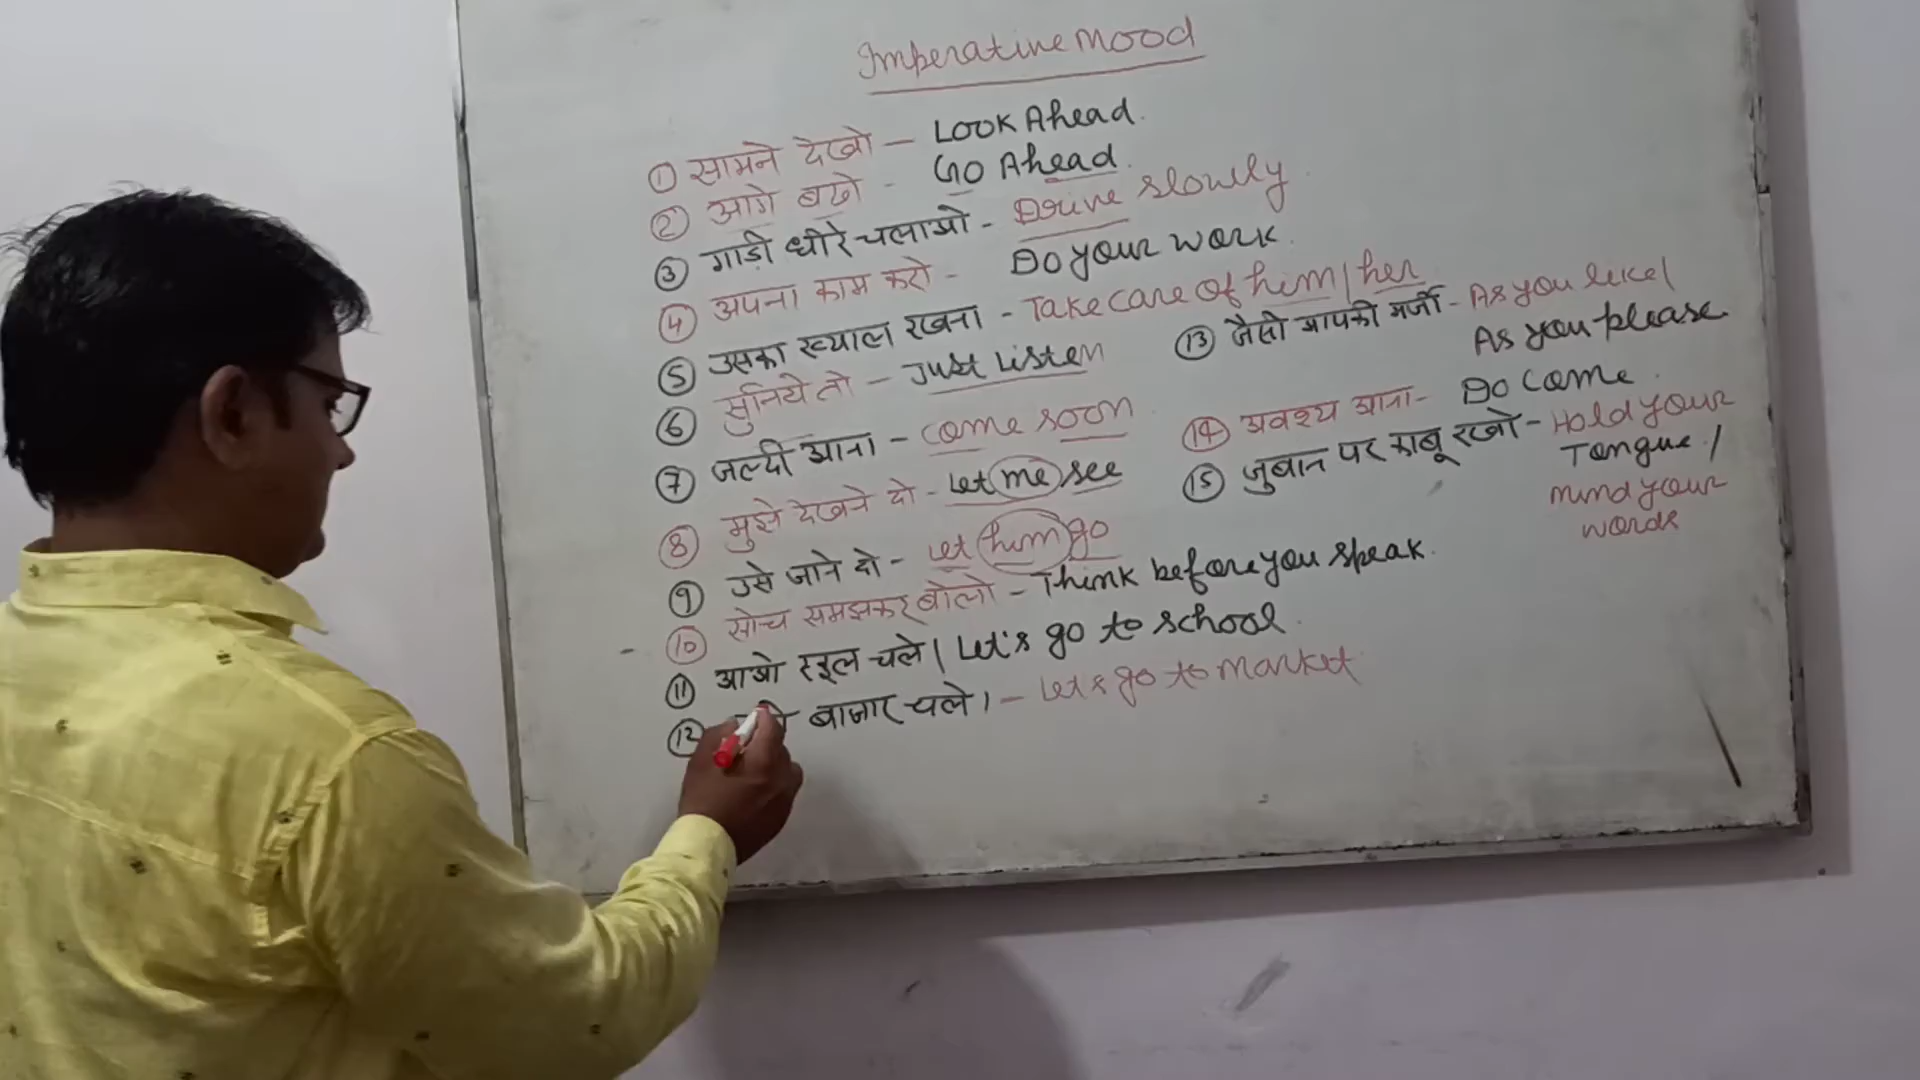 Imperative Mood
① सामने देखो — Look Ahead.
② आगे बढो - Go Ahead.
③ गाड़ी धीरे चलाओ - Drive slowly
④ अपना काम करो - Do your work.
⑤ उसका ख्याल रखना - Take care of him/her
⑥ सुनिये तो - Just Listen
⑦ जल्दी आना - come soon
⑧ मुझे देखने दो - Let me see
⑨ उसे जाने दो - Let him go
⑩ सोच समझकर बोलो - Think before you speak.
⑪ आओ स्कूल चले। Let's go to school.
⑫ बाजार चले। - Let's go to market.
⑬ जैसी आपकी मर्जी - As you like/
As you please
⑭ अवश्य आना - Do come.
⑮ जुबान पर काबू रखो - Hold your
Tongue/
mind your
words